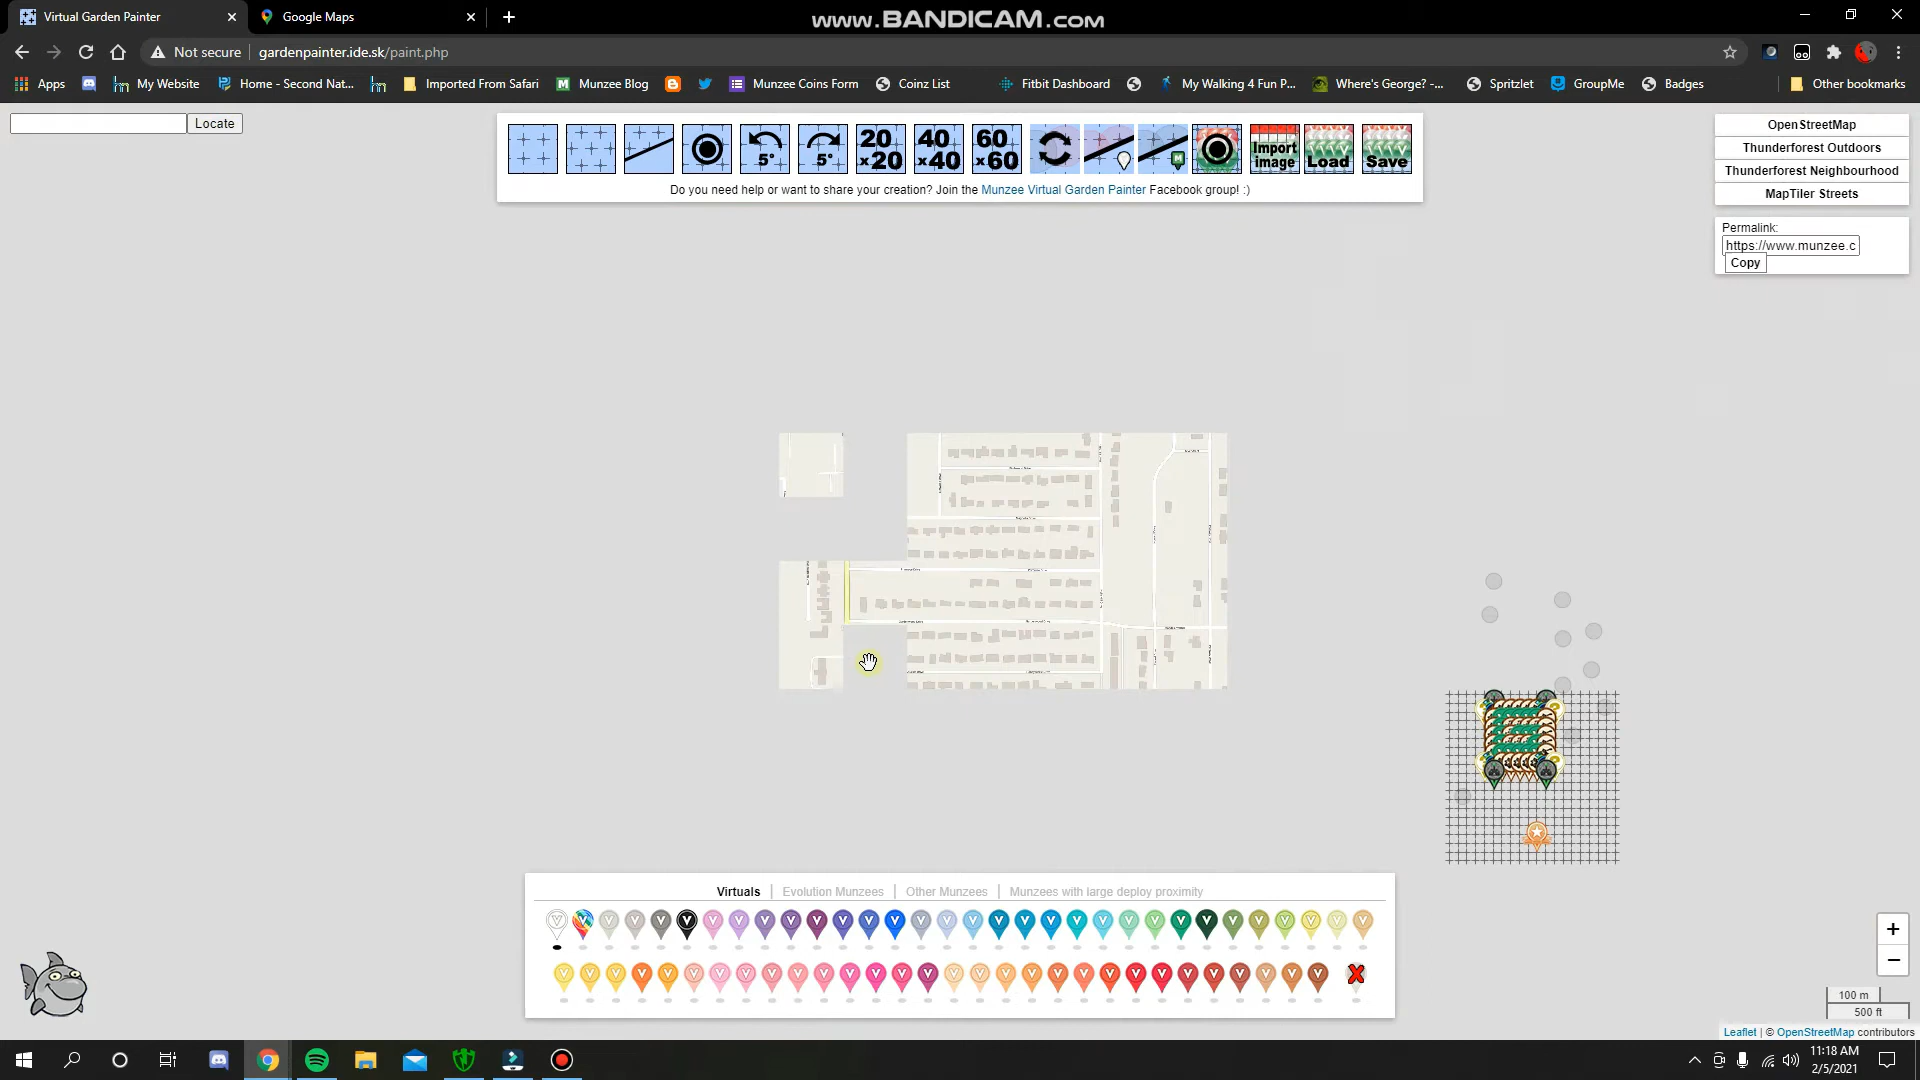 Virtual Garden Painter
Google Maps
www.BANDICAM.com
Not secure
gardenpainter.ide.sk/paint.php
Apps
My Website
Home - Second Nat...
Imported From Safari
Munzee Blog
Munzee Coins Form
Coinz List
Fitbit Dashboard
My Walking 4 Fun P...
Where's George? -...
Spritzlet
GroupMe
Badges
Other bookmarks
Locate
5°
5°
20 x20
40 x40
60 x60
Import image
Load
Save
Do you need help or want to share your creation? Join the Munzee Virtual Garden Painter Facebook group! :)
OpenStreetMap
Thunderforest Outdoors
Thunderforest Neighbourhood
MapTiler Streets
Permalink:
https://www.munzee.c
Copy
Virtuals
Evolution Munzees
Other Munzees
Munzees with large deploy proximity
+
−
100 m
500 ft
Leaflet | © OpenStreetMap contributors
11:18 AM
2/5/2021